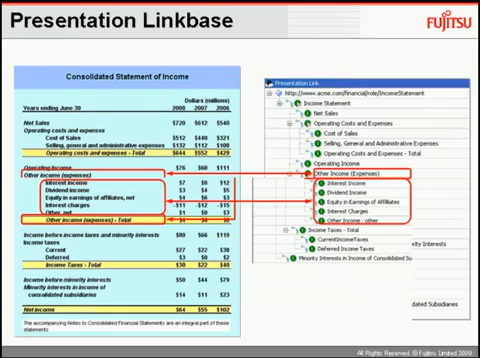 Presentation Linkbase
FUJITSU
Consolidated Statement of Income
Dollars (millions)
Years ending June 30 2008 2007 2006
Net Sales $720 $612 $540
Operating costs and expenses
Cost of Sales $512 $440 $321
Selling, general and administrative expenses $132 $112 $108
Operating costs and expenses - Total $644 $552 $429
Operating Income $76 $60 $111
Other income (expenses)
Interest income $7 $8 $12
Dividend income $3 $4 $5
Equity in earnings of affiliates, net $4 $6 $3
Interest charges -$11 -$12 -$15
Other, net $1 $0 $3
Other income (expenses) - Total
Income before income taxes and minority interests $80 $66 $119
Income taxes
Current $27 $22 $38
Deferred $3 $0 $2
Income Taxes - Total $30 $22 $40
Income before minority interests $50 $44 $79
Minority interests in income of
consolidated subsidiaries $14 $11 $23
Net income $64 $55 $102
The accompanying Notes to Consolidated Financial Statements are an integral part of these
statements
Presentation Link
http://www.acme.com/financial/role/IncomeStatement
Income Statement
Net Sales
Operating Costs and Expenses
Cost of Sales
Selling, General and Administrative Expenses
Operating Costs and Expenses - Total
Operating Income
Other Income (Expenses)
Interest Income
Dividend Income
Equity in Earnings of Affiliates
Interest Charges
Other Income - other
Income Taxes - Total
CurrentIncomeTaxes
Deferred Income Taxes
Minority Interests in Income of Consolidated Su
nority Interests
dated Subsidiaries
All Rights Reserved, © Fujitsu Limited 2009